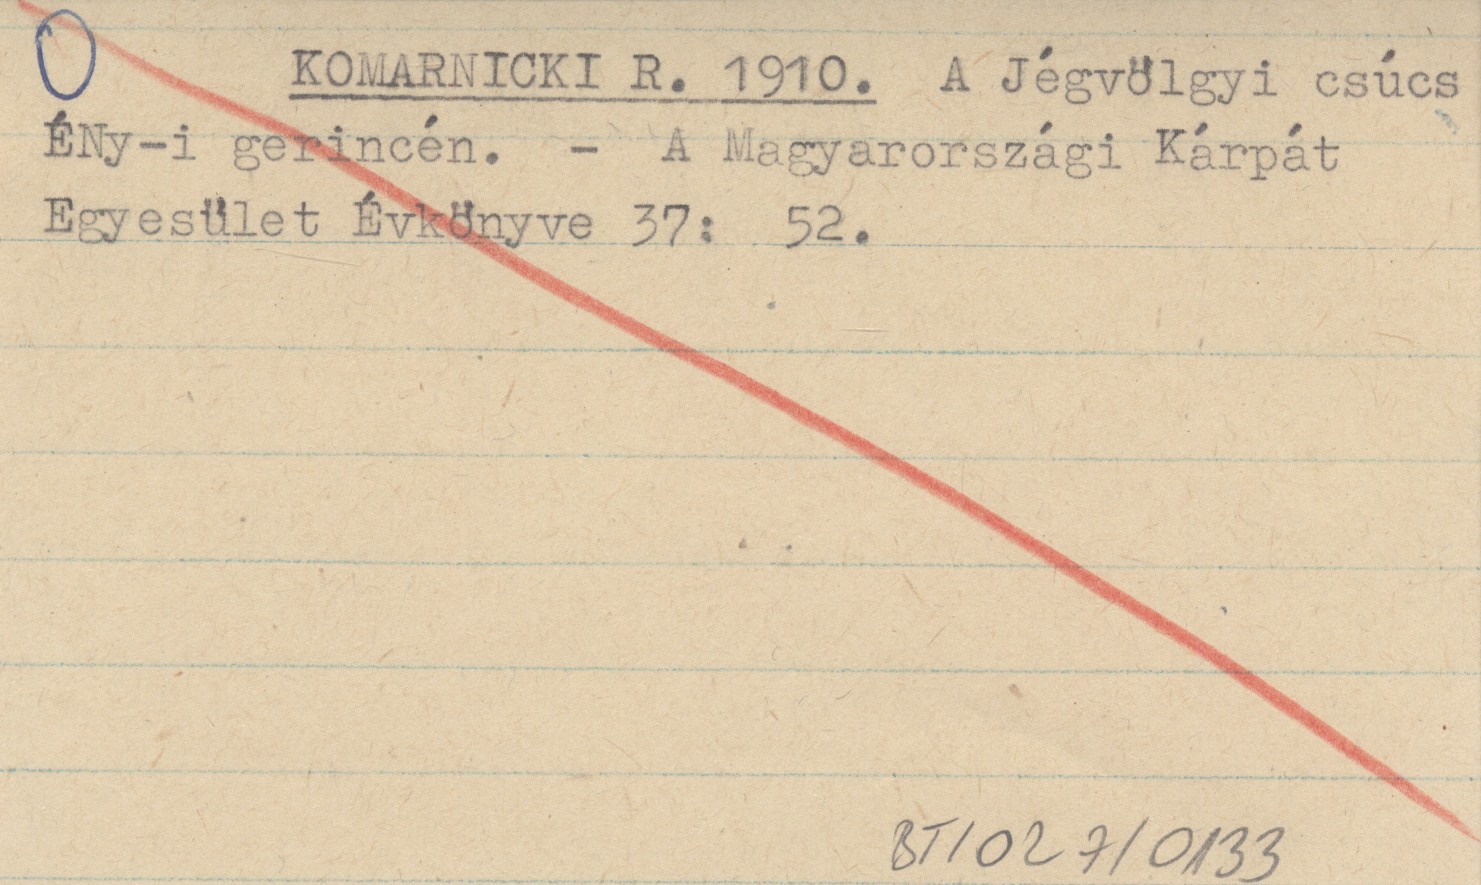 KOMARNICKI R. 1910. A Jégvölgyi csúcs
ÉNy-i gerincén. - A Magyarországi Kárpát
Egyesület Évkönyve 37: 52.
BT/027/0133